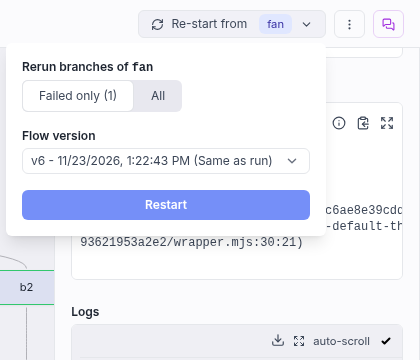 Re-start from fan
Rerun branches of fan
Failed only (1) All
Flow version
v6 - 11/23/2026, 1:22:43 PM (Same as run)
Restart
c6ae8e39cdd
-default-th
93621953a2e2/wrapper.mjs:30:21)
b2
Logs
auto-scroll